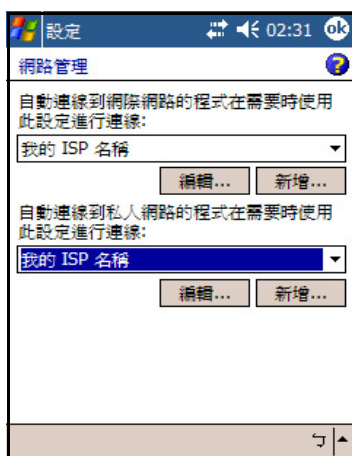 設定 02:31 ok
網路管理 ?
自動連線到網際網路的程式在需要時使用
此設定進行連線:
我的 ISP 名稱
編輯... 新增...
自動連線到私人網路的程式在需要時使用
此設定進行連線:
我的 ISP 名稱
編輯... 新增...
ㄅ